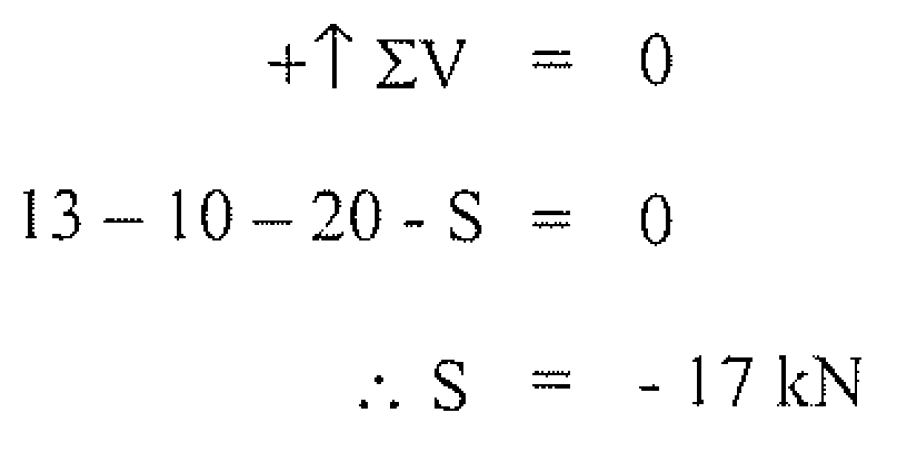 +↑ ΣV = 0
13 – 10 – 20 - S = 0
∴ S = - 17 kN